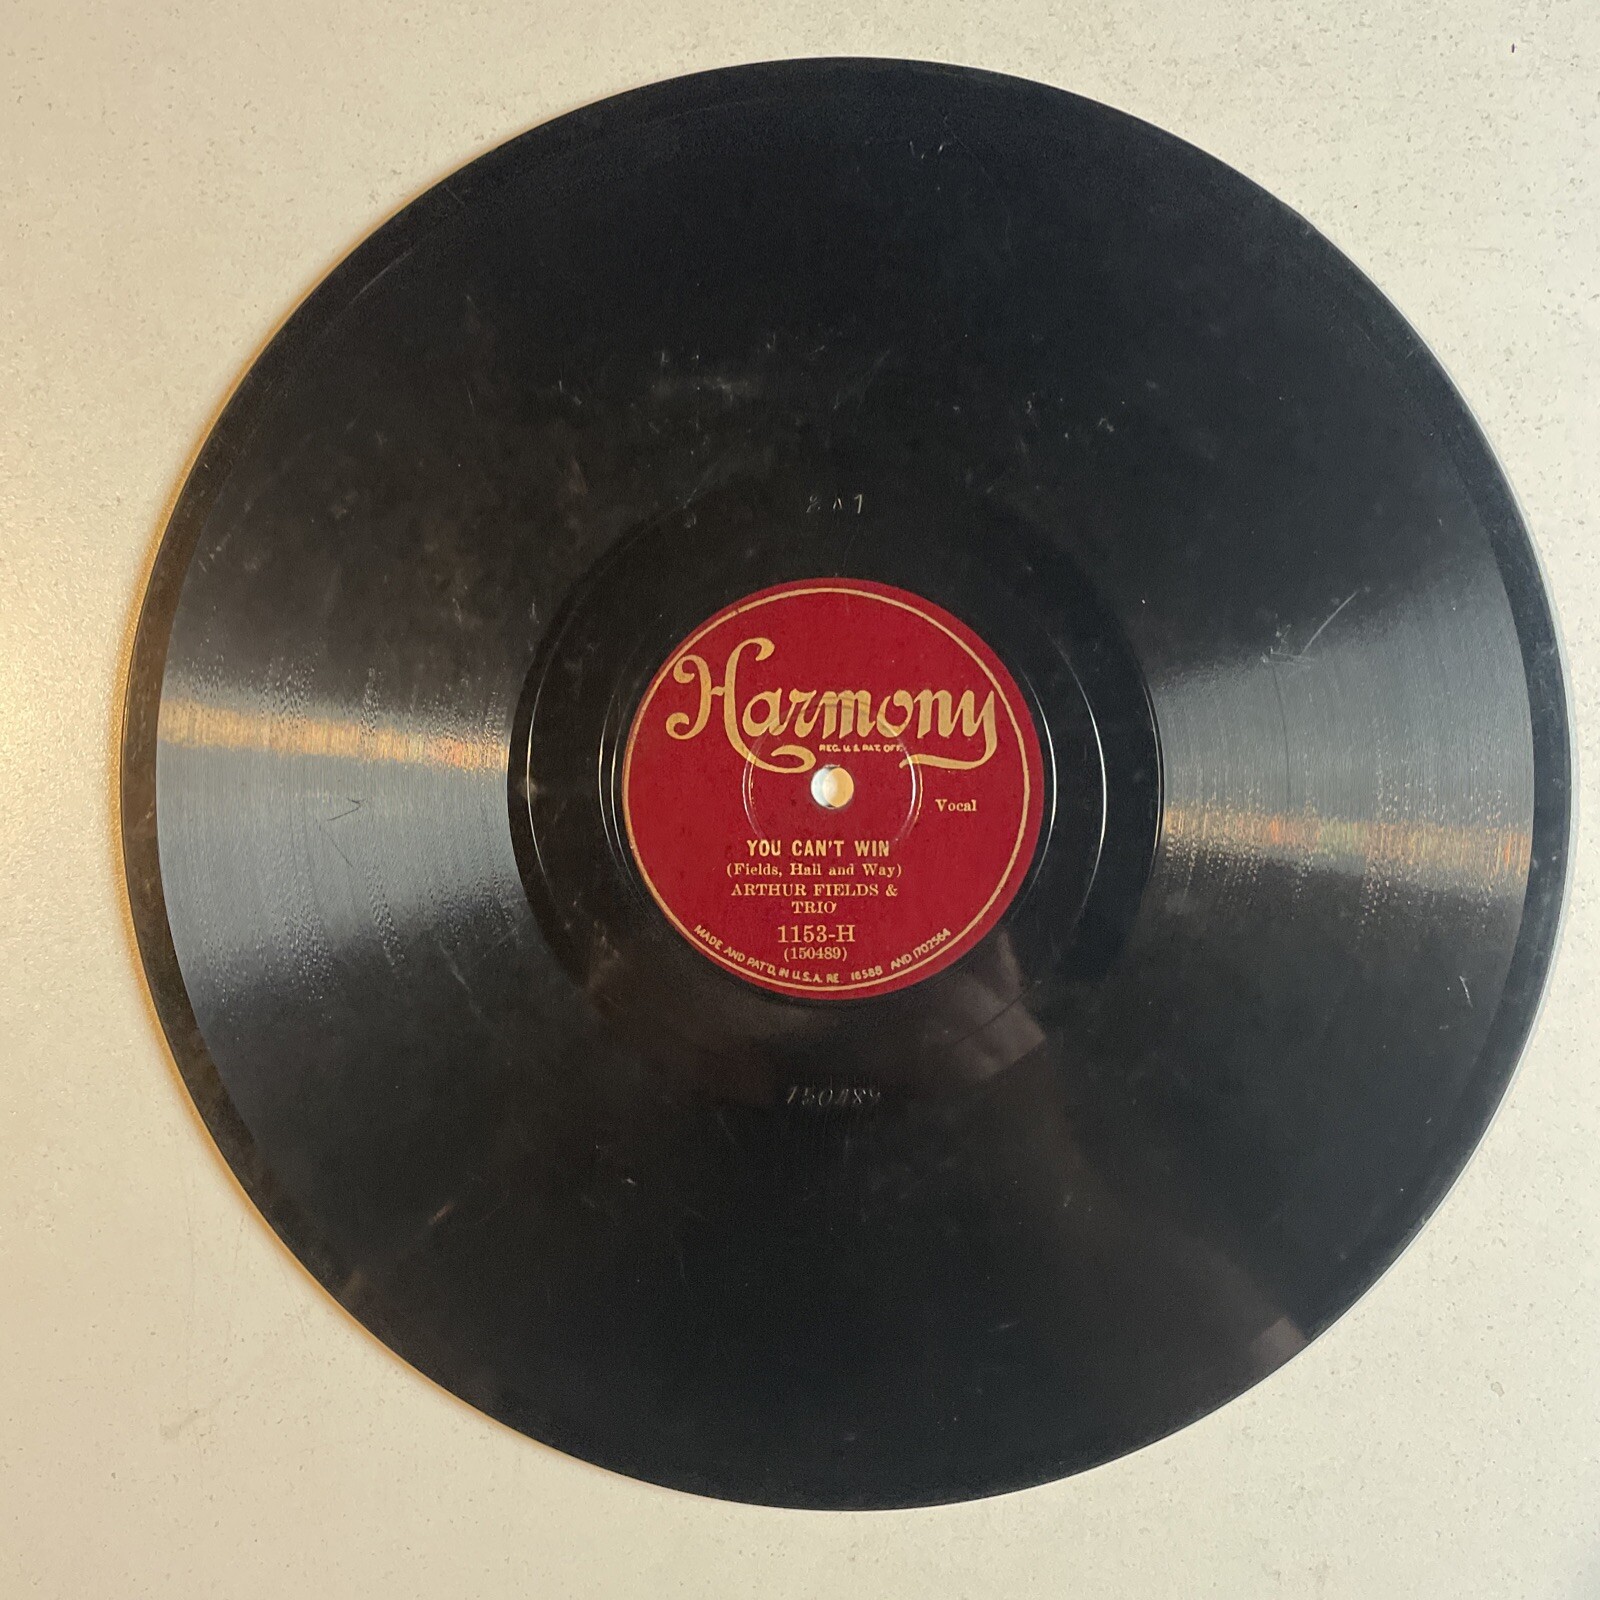 Harmony
REG. U. S. PAT. OFF.
Vocal
YOU CAN'T WIN
(Fields, Hall and Way)
ARTHUR FIELDS &
TRIO
1153-H
(150489)
MADE AND PAT'D. IN U.S.A. RE. 16588 AND 1702564
150489